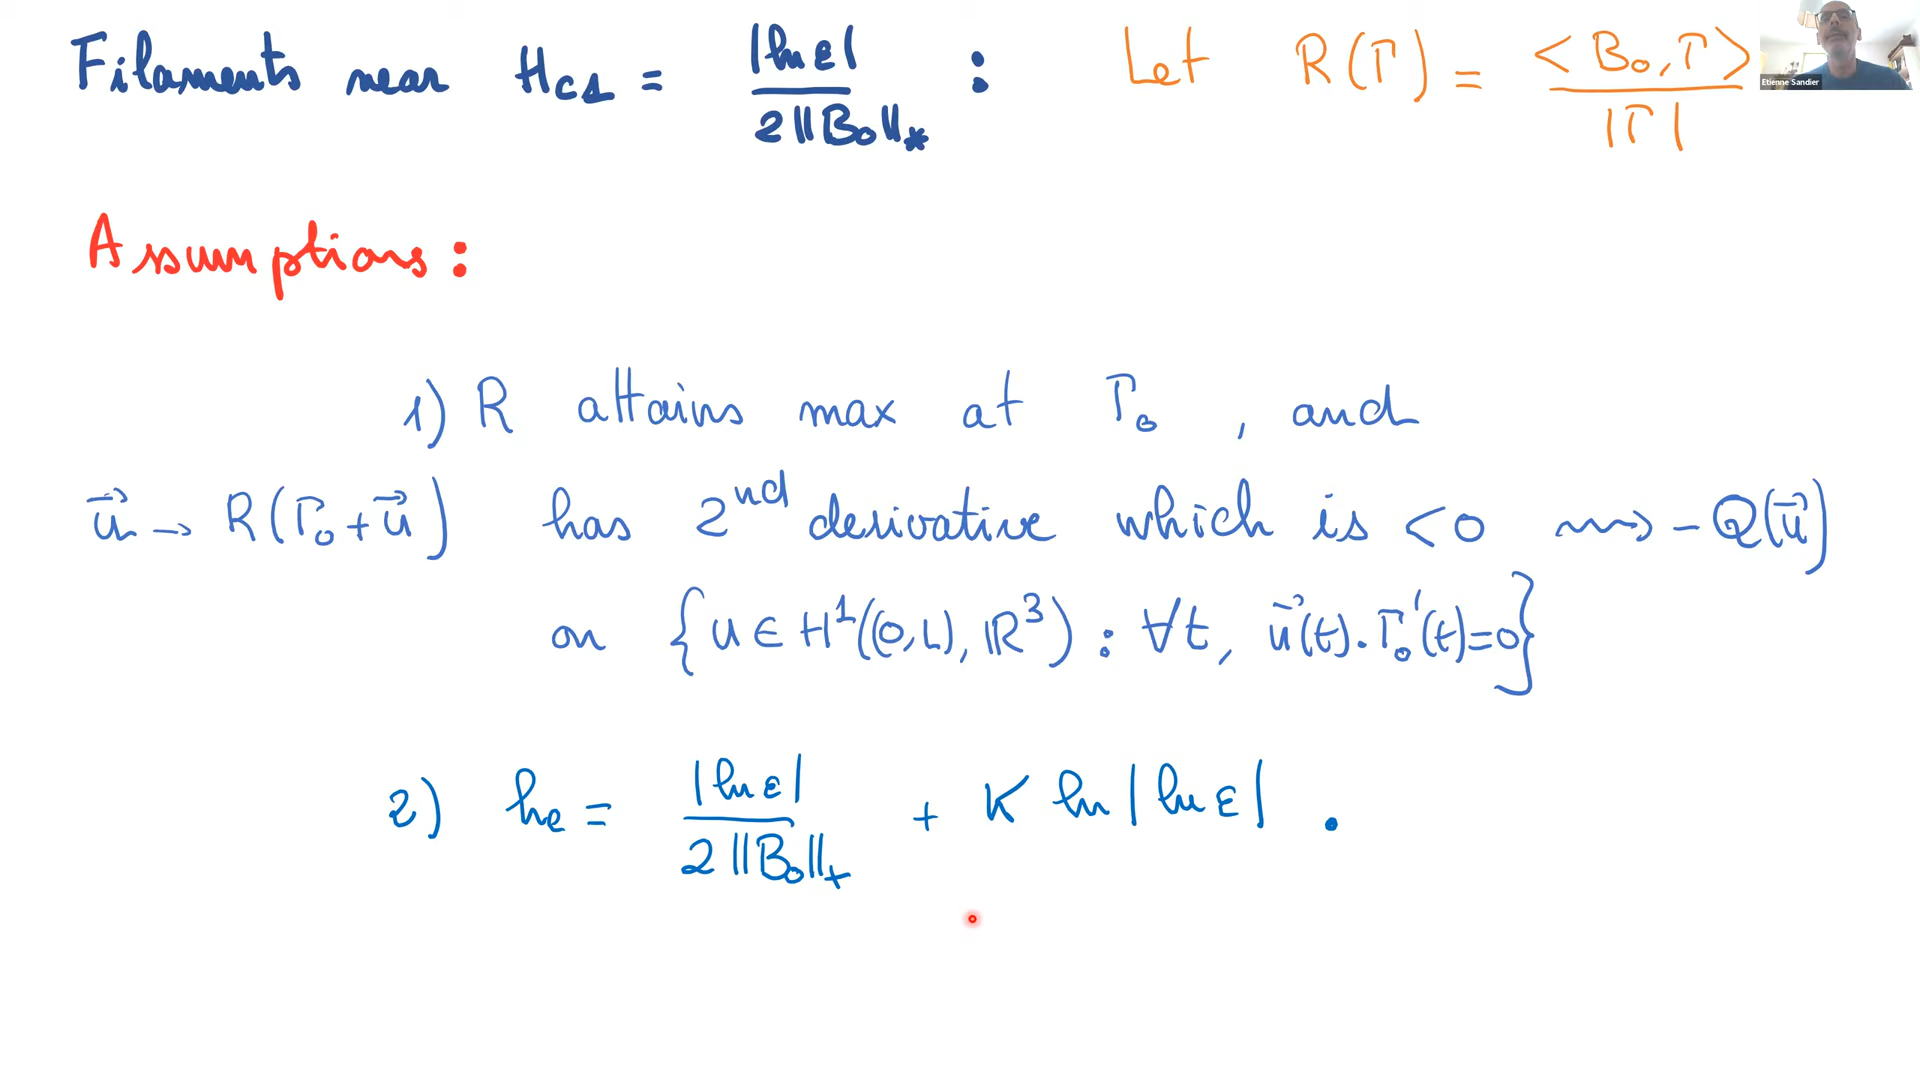 Filaments near H_{C1} = |ln ε| / 2‖B₀‖_* : Let R(Γ) = <B₀, Γ> / |Γ|
Etienne Sandier
Assumptions:
1) R attains max at Γ₀, and
u⃗ → R(Γ₀ + u⃗) has 2nd derivative which is < 0 ⇝ - Q(u⃗)
on {u ∈ H¹((0,L), ℝ³) : ∀t, u⃗(t).Γ₀'(t)=0}
2) he = |ln ε| / 2‖B₀‖_* + K ln|ln ε| .